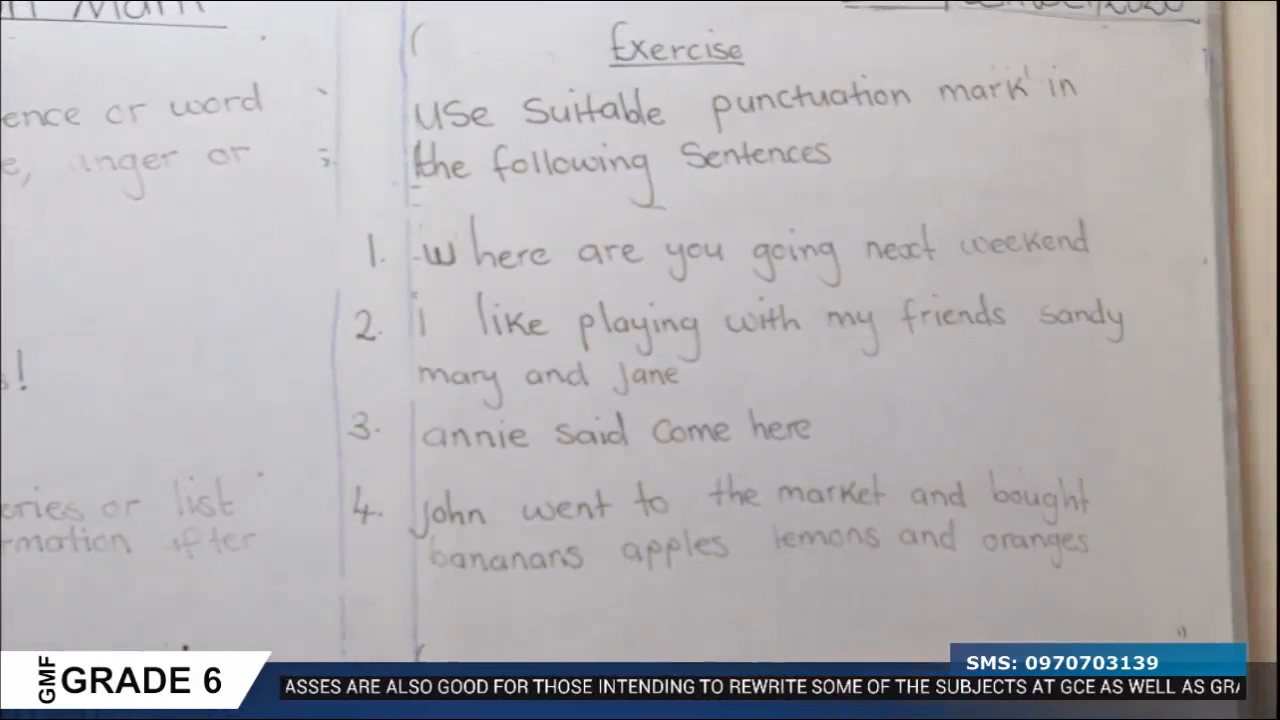 Exercise
ence or word
Use Suitable punctuation mark in
e, anger or
the following Sentences
1. Where are you going next weekend
2. I like playing with my friends sandy
mary and Jane
s!
3. annie said come here
eries or list
4. John went to the market and bought
rmation after
bananans apples lemons and oranges
SMS: 0970703139
GMF GRADE 6
ASSES ARE ALSO GOOD FOR THOSE INTENDING TO REWRITE SOME OF THE SUBJECTS AT GCE AS WELL AS GRA